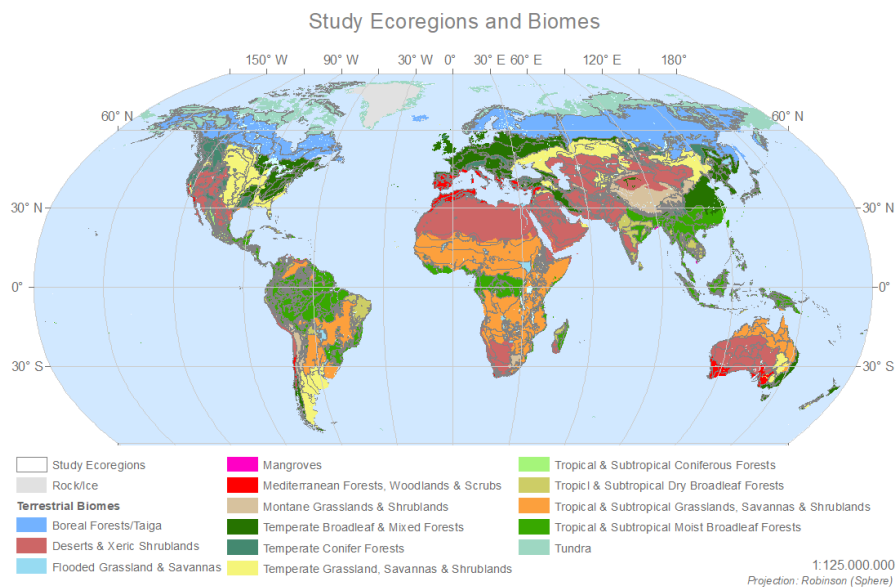 Study Ecoregions and Biomes
150° W 90° W 30° W 0° 30° E 60° E 120° E 180°
60° N 60° N
30° N 30° N
0° 0°
30° S 30° S
Study Ecoregions
Rock/Ice
Terrestrial Biomes
Boreal Forests/Taiga
Deserts & Xeric Shrublands
Flooded Grassland & Savannas
Mangroves
Mediterranean Forests, Woodlands & Scrubs
Montane Grasslands & Shrublands
Temperate Broadleaf & Mixed Forests
Temperate Conifer Forests
Temperate Grassland, Savannas & Shrublands
Tropical & Subtropical Coniferous Forests
Tropicl & Subtropical Dry Broadleaf Forests
Tropical & Subtropical Grasslands, Savannas & Shrublands
Tropical & Subtropical Moist Broadleaf Forests
Tundra
1:125.000.000
Projection: Robinson (Sphere)